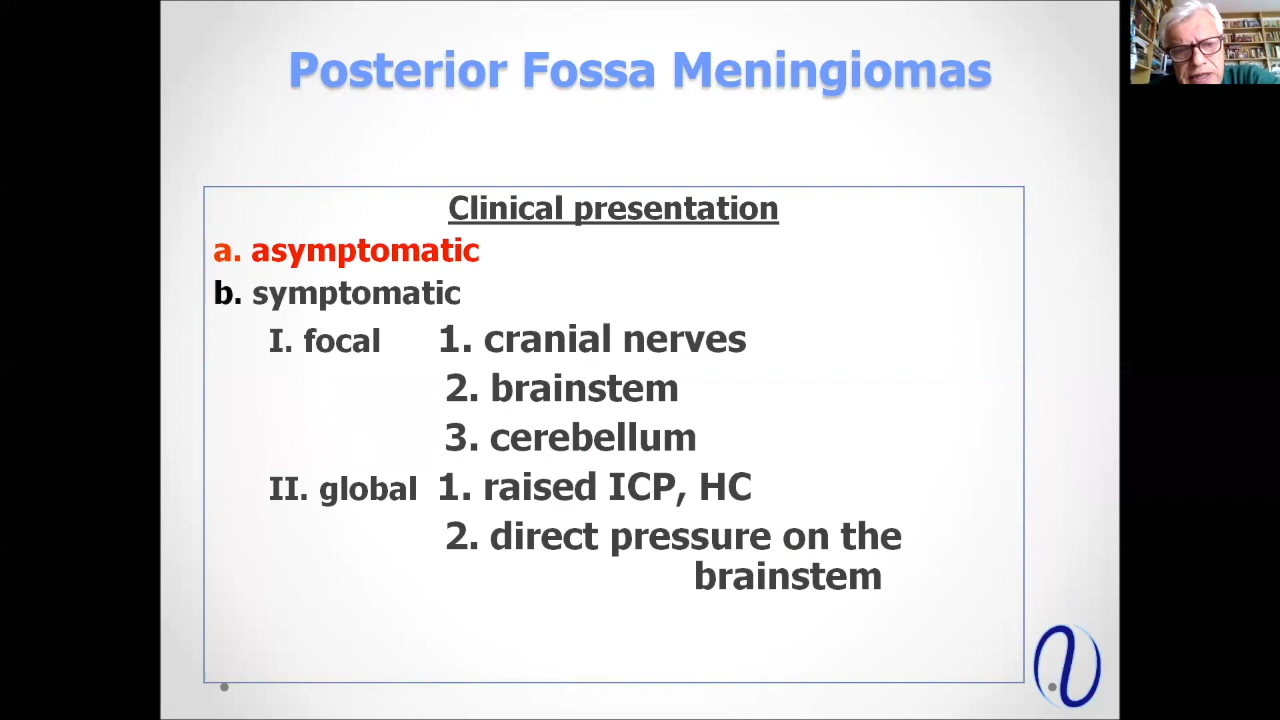 Posterior Fossa Meningiomas
Clinical presentation
a. asymptomatic
b. symptomatic
I. focal 1. cranial nerves
2. brainstem
3. cerebellum
II. global 1. raised ICP, HC
2. direct pressure on the
brainstem